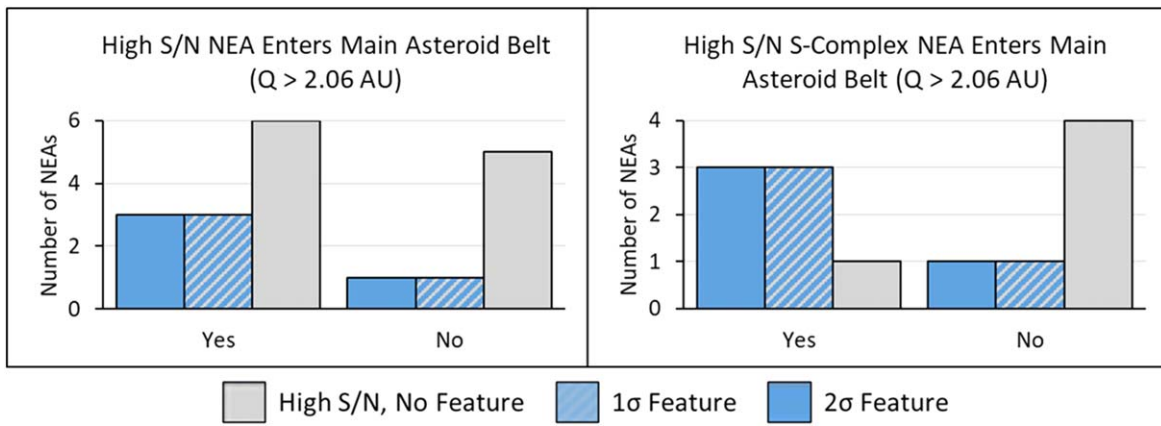 High S/N NEA Enters Main Asteroid Belt
(Q > 2.06 AU)
Number of NEAs
6
4
2
0
Yes
No
High S/N S-Complex NEA Enters Main
Asteroid Belt (Q > 2.06 AU)
Number of NEAs
4
3
2
1
0
Yes
No
High S/N, No Feature
1σ Feature
2σ Feature